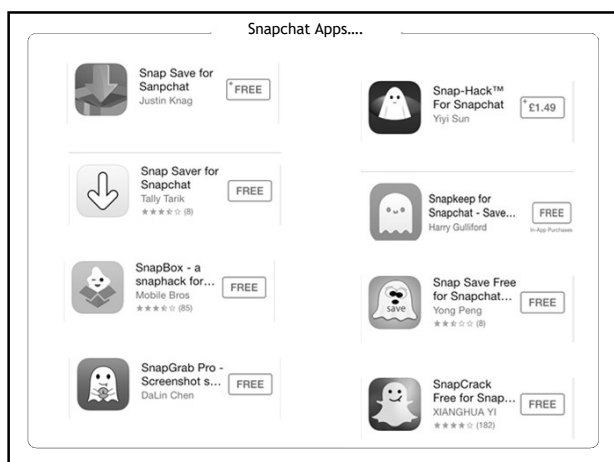 Snapchat Apps....
Snap Save for
Sanpchat
Justin Knag
+ FREE
Snap Saver for
Snapchat
Tally Tarik
★★★⯪☆ (8)
FREE
SnapBox - a
snaphack for...
Mobile Bros
★★★⯪☆ (85)
FREE
SnapGrab Pro -
Screenshot s...
DaLin Chen
FREE
Snap-Hack™
For Snapchat
Yiyi Sun
+ £1.49
Snapkeep for
Snapchat - Save...
Harry Gulliford
FREE
In-App Purchases
save
Snap Save Free
for Snapchat...
Yong Peng
★★⯪☆☆ (8)
FREE
SnapCrack
Free for Snap...
XIANGHUA YI
★★★★☆ (182)
FREE